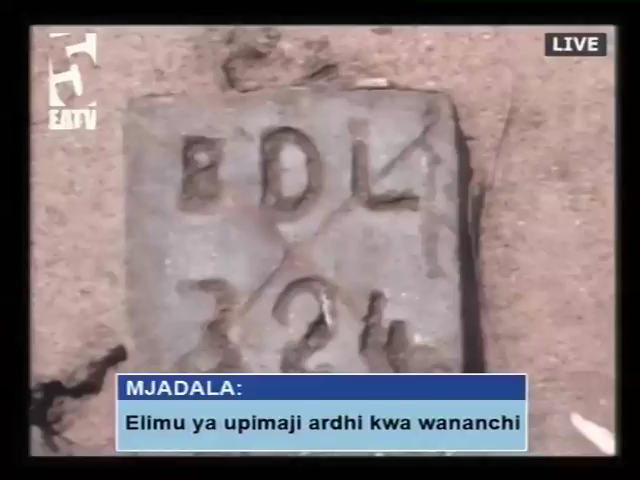 EATV
LIVE
BDL
324
MJADALA:
Elimu ya upimaji ardhi kwa wananchi